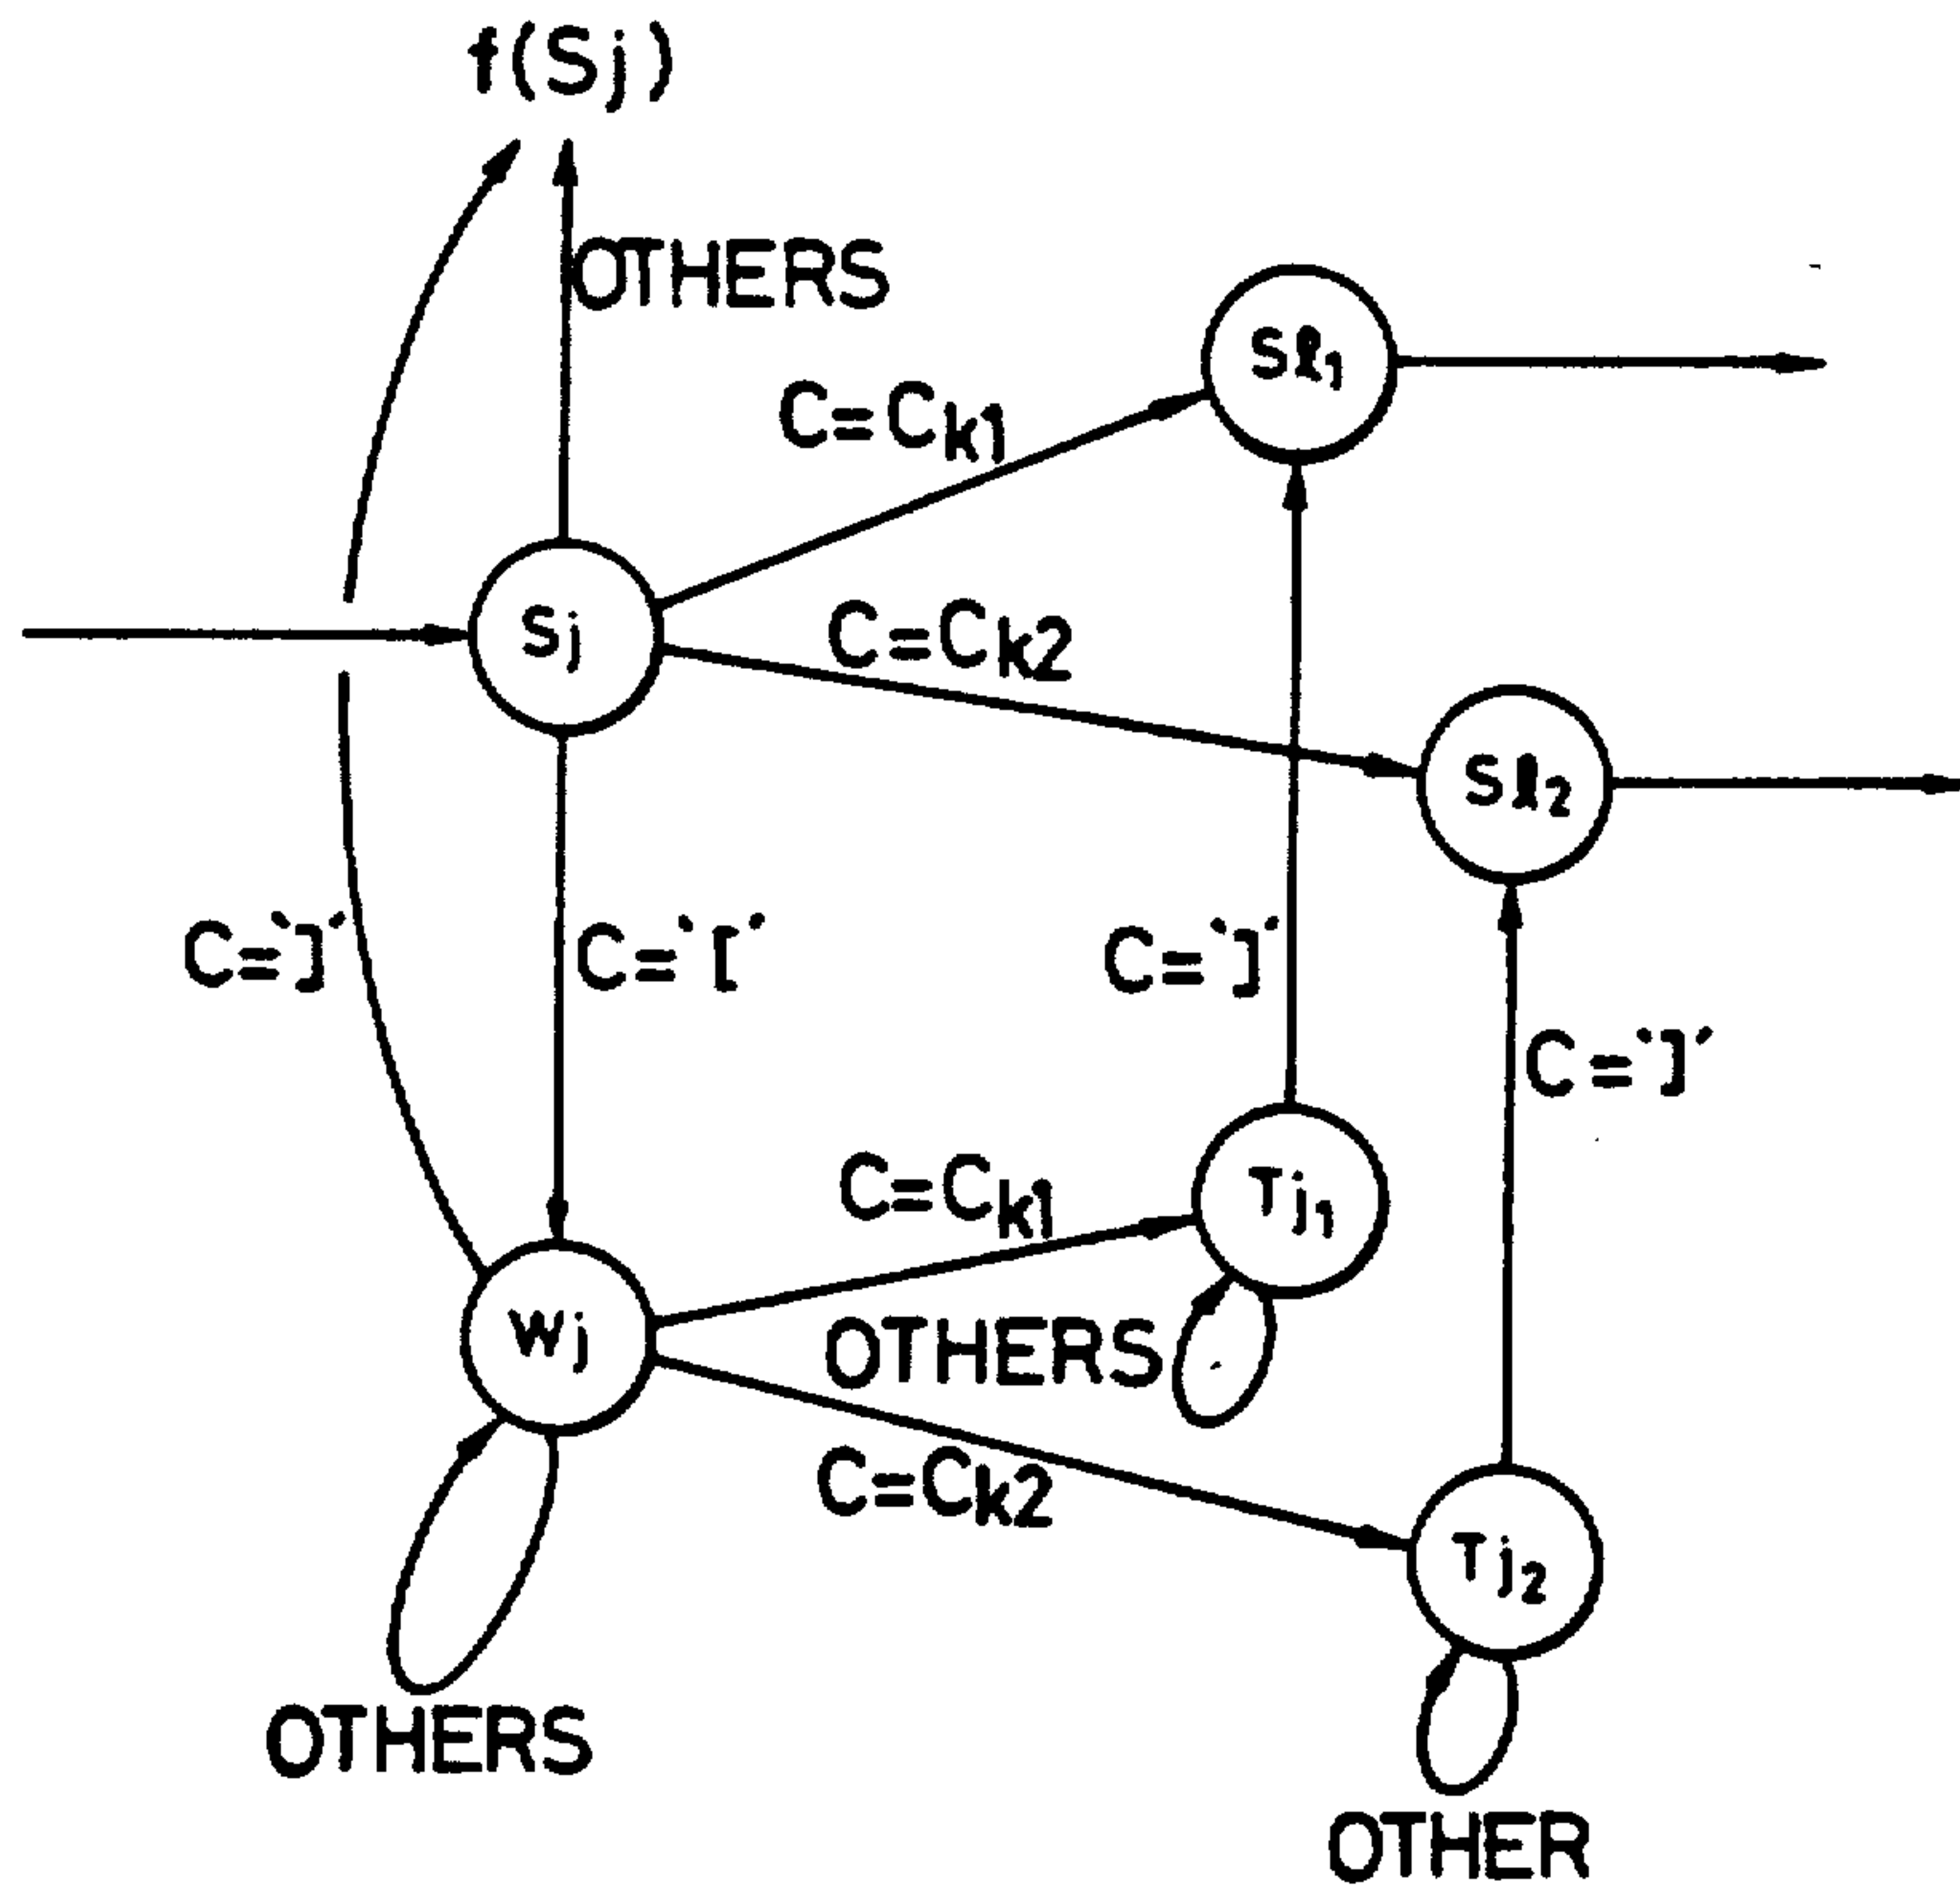 f(Sj)
OTHERS
Sℓ1
C=Ck1
Sj
C=Ck2
Sℓ2
C=']'
C='['
C=']'
C=']'
C=Ck1
Tj1
Wj
OTHERS
C=Ck2
Tj2
OTHERS
OTHER